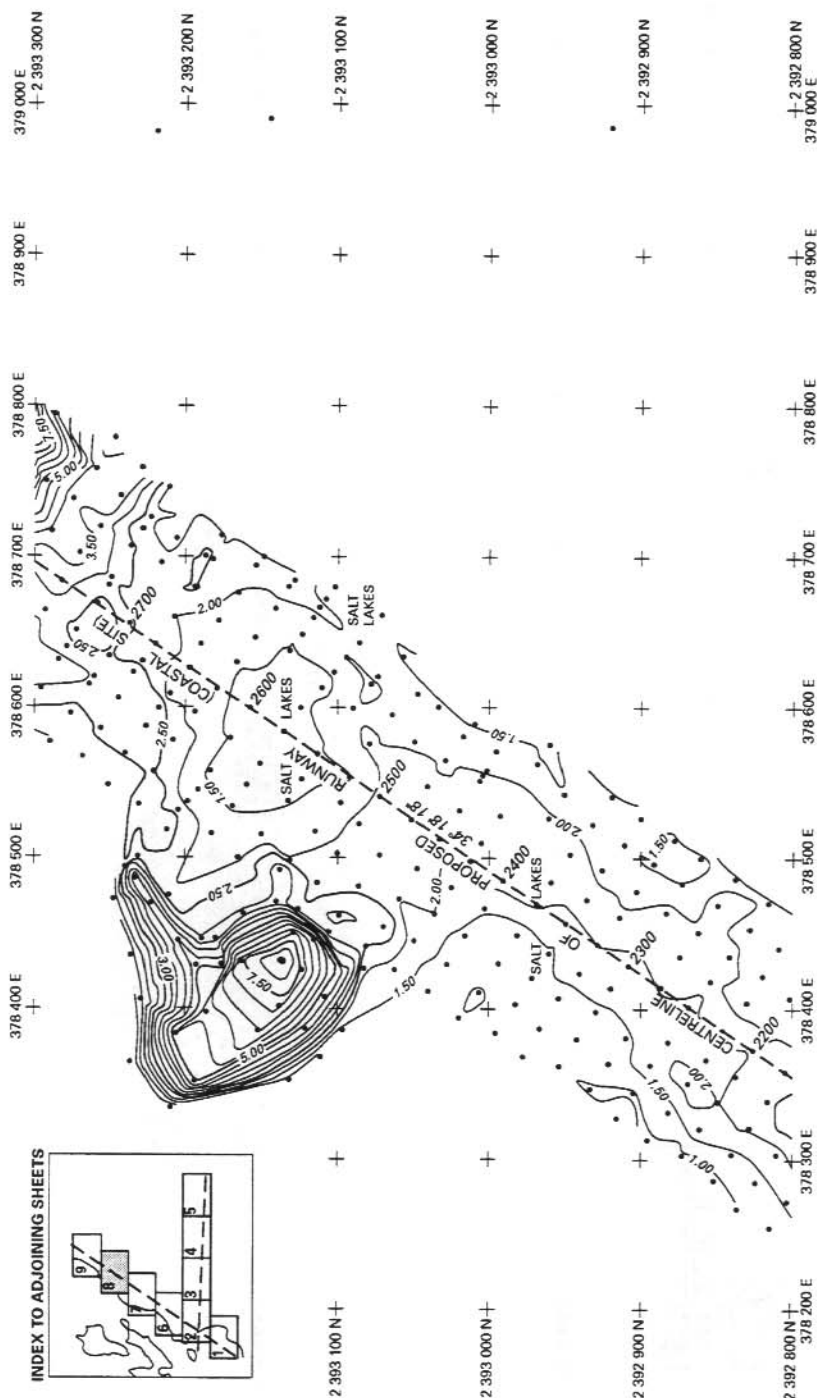 INDEX TO ADJOINING SHEETS
9
8
7
6
2
3
4
5
1
378 400 E
378 500 E
378 600 E
378 700 E
378 800 E
378 900 E
379 000 E
2 393 300 N
7.50
5.00
3.50
2.50
2700
SITE)
(COASTAL
3.00
2.50
2.00
2 393 200 N
5.00
7.50
2.50
1.50
2600
SALT LAKES
RUNWAY
2 393 100 N
SALT
LAKES
2 393 100 N
1.50
2.00
2500
34° 18' 18"
PROPOSED
2400
1.50
2 393 000 N
2 393 000 N
SALT LAKES
OF
2.00
2300
1.50
2 392 900 N
2 392 900 N
1.00
1.50
2.00
CENTRELINE
2200
2 392 800 N
2 392 800 N
378 200 E
378 300 E
378 400 E
378 500 E
378 600 E
378 700 E
378 800 E
378 900 E
379 000 E